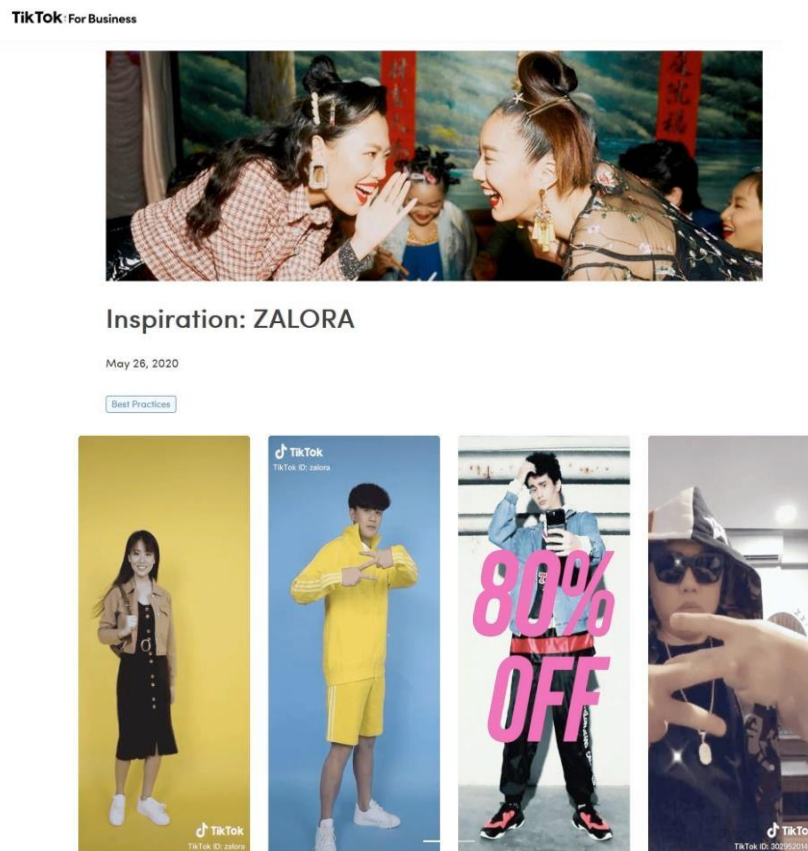 TikTok: For Business
Inspiration: ZALORA
May 26, 2020
Best Practices
TikTok
TikTok ID: zalora
80%
OFF
TikTok
TikTok ID: zalora
TikTo